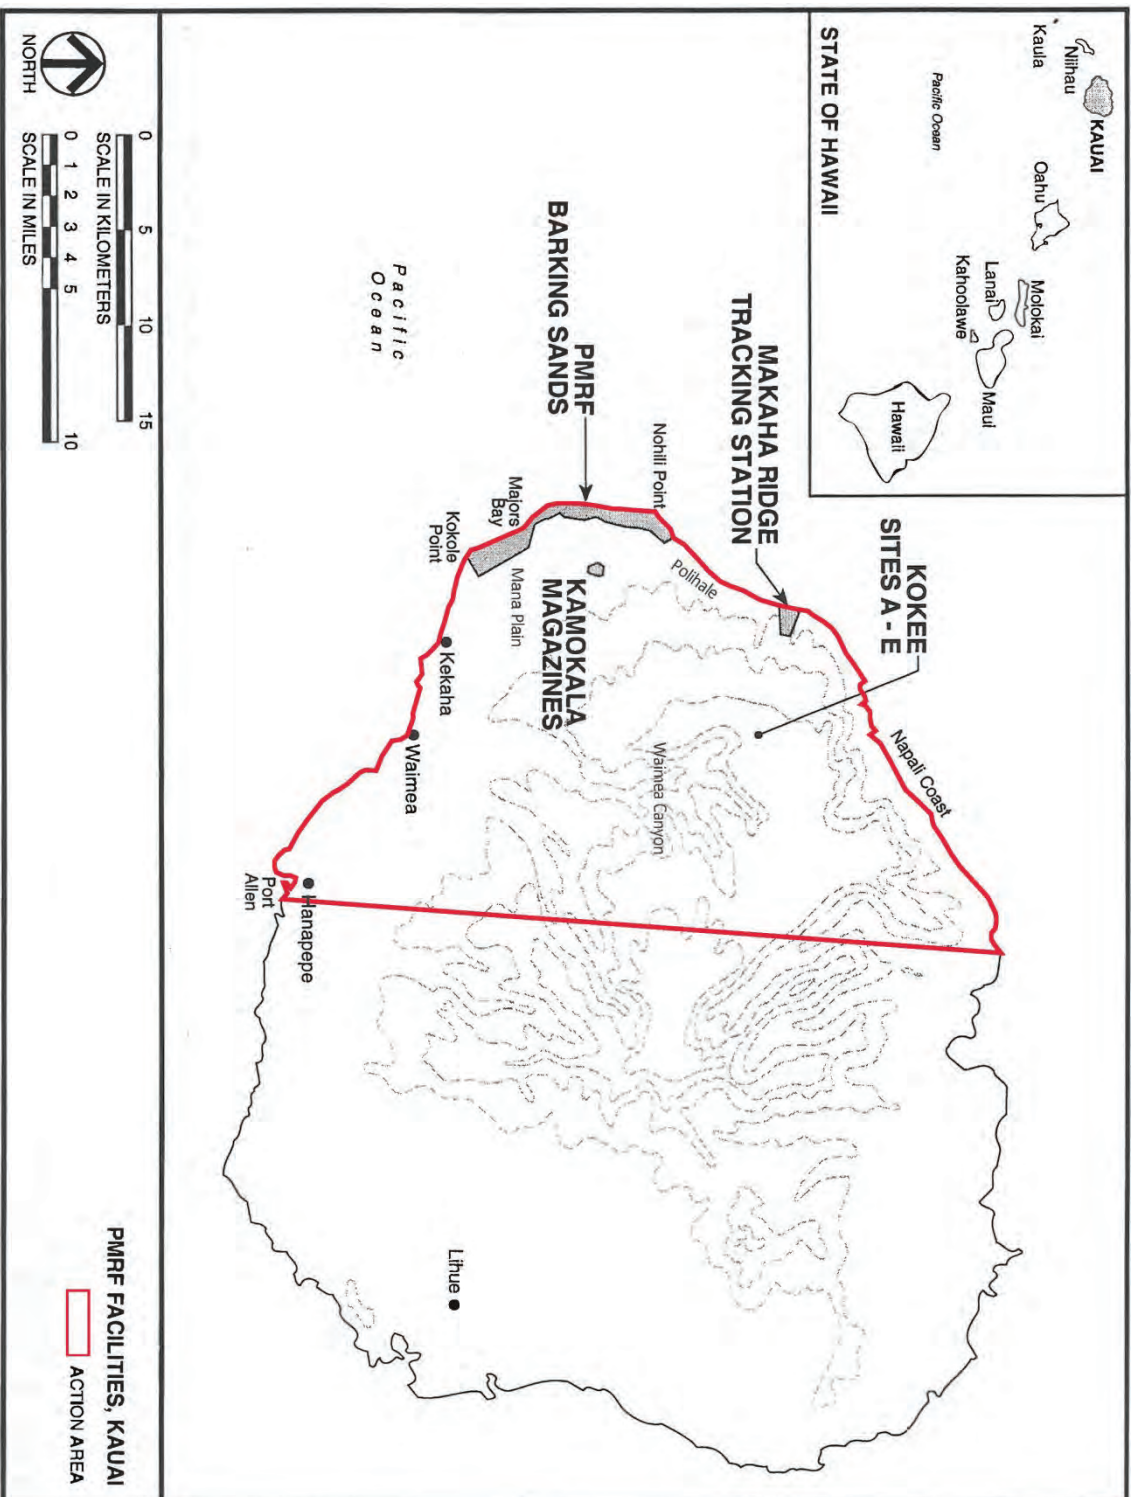 Kaula
Niihau
KAUAI
Oahu
Molokai
Lanai
Kahoolawe
Maui
Hawaii
Pacific Ocean
STATE OF HAWAII
KOKEE
SITES A - E
MAKAHA RIDGE
TRACKING STATION
Napali Coast
Polihale
Nohili Point
PMRF
BARKING SANDS
KAMOKALA
MAGAZINES
Waimea Canyon
Mana Plain
Majors
Bay
Kokole
Point
Kekaha
Waimea
Hanapepe
Port
Allen
Lihue
Pacific
Ocean
NORTH
0 5 10 15
SCALE IN KILOMETERS
0 1 2 3 4 5 10
SCALE IN MILES
PMRF FACILITIES, KAUAI
ACTION AREA